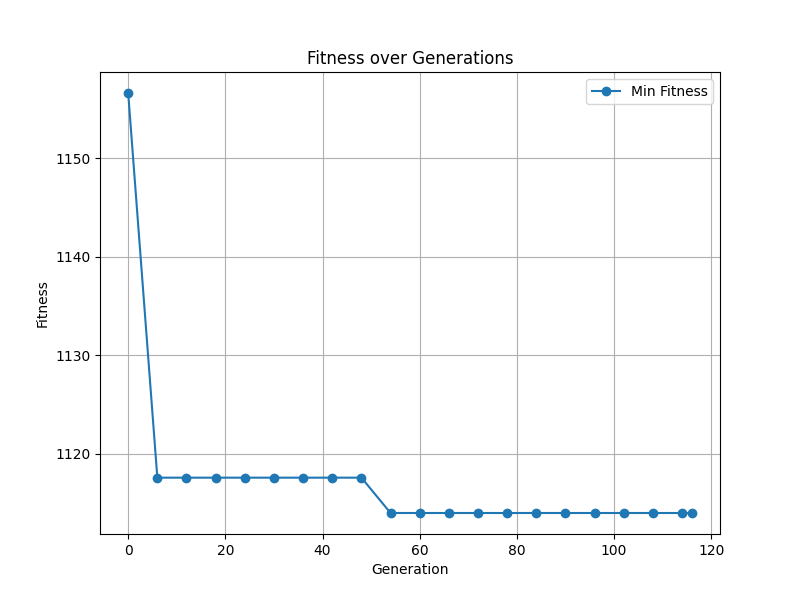 Fitness over Generations
Min Fitness
1150
1140
1130
1120
Fitness
0 20 40 60 80 100 120
Generation